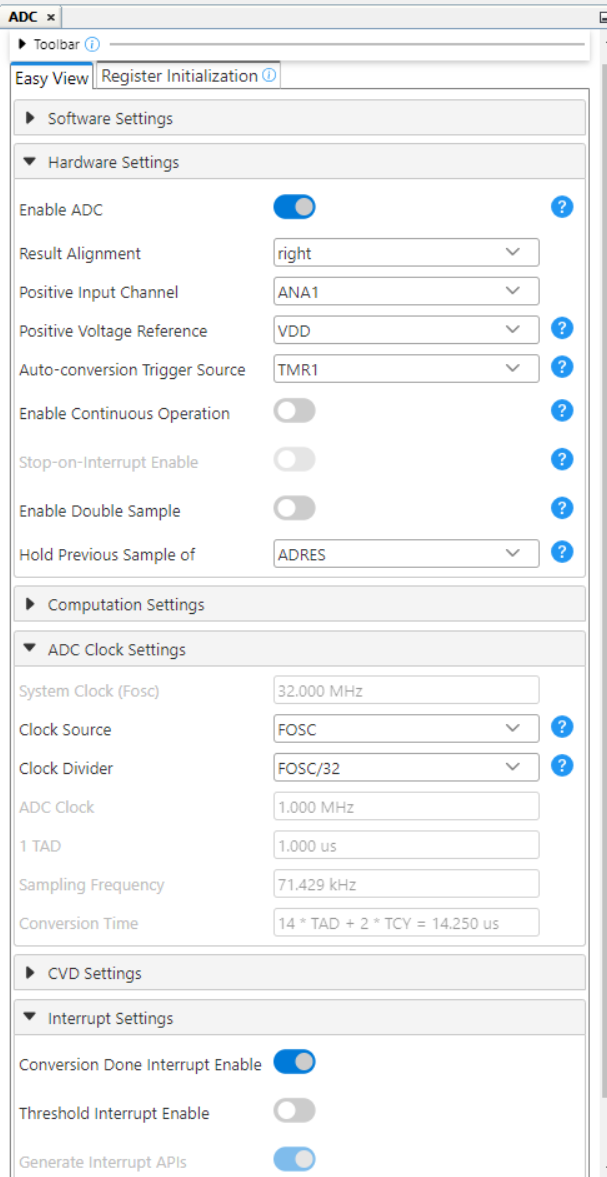 ADC ×
Toolbar
Easy View Register Initialization
Software Settings
Hardware Settings
Enable ADC ?
Result Alignment right
Positive Input Channel ANA1
Positive Voltage Reference VDD ?
Auto-conversion Trigger Source TMR1 ?
Enable Continuous Operation ?
Stop-on-Interrupt Enable ?
Enable Double Sample ?
Hold Previous Sample of ADRES ?
Computation Settings
ADC Clock Settings
System Clock (Fosc) 32.000 MHz
Clock Source FOSC ?
Clock Divider FOSC/32 ?
ADC Clock 1.000 MHz
1 TAD 1.000 us
Sampling Frequency 71.429 kHz
Conversion Time 14 * TAD + 2 * TCY = 14.250 us
CVD Settings
Interrupt Settings
Conversion Done Interrupt Enable
Threshold Interrupt Enable
Generate Interrupt APIs